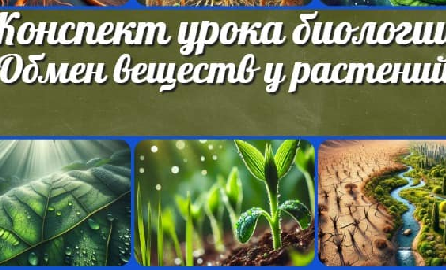 Конспект урока биологии
Обмен веществ у растений